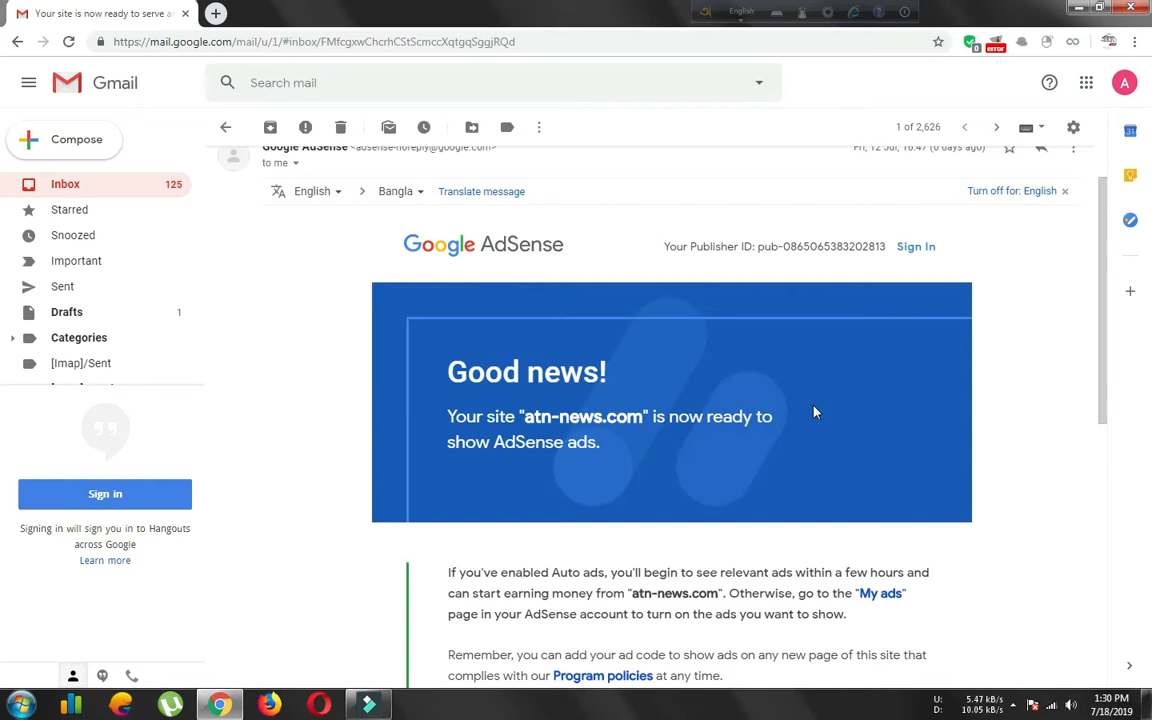 Your site is now ready to serve a
English
https://mail.google.com/mail/u/1/#inbox/FMfcgxwChcrhCStScmccXqtgqSggjRQd
0
error
Gmail
Search mail
A
Compose
1 of 2,626
Inbox 125
Starred
Snoozed
Important
Sent
Drafts 1
Categories
[Imap]/Sent
Google AdSense <adsense-noreply@google.com>
Fri, 12 Jul, 16:47 (6 days ago)
to me
English
Bangla
Translate message
Turn off for: English
Google AdSense
Your Publisher ID: pub-0865065383202813
Sign In
Good news!
Your site "atn-news.com" is now ready to
show AdSense ads.
If you've enabled Auto ads, you'll begin to see relevant ads within a few hours and
can start earning money from "atn-news.com". Otherwise, go to the "My ads"
page in your AdSense account to turn on the ads you want to show.
Remember, you can add your ad code to show ads on any new page of this site that
complies with our Program policies at any time.
Sign in
Signing in will sign you in to Hangouts
across Google
Learn more
U: 5.47 kB/s
D: 10.05 kB/s
1:30 PM
7/18/2019